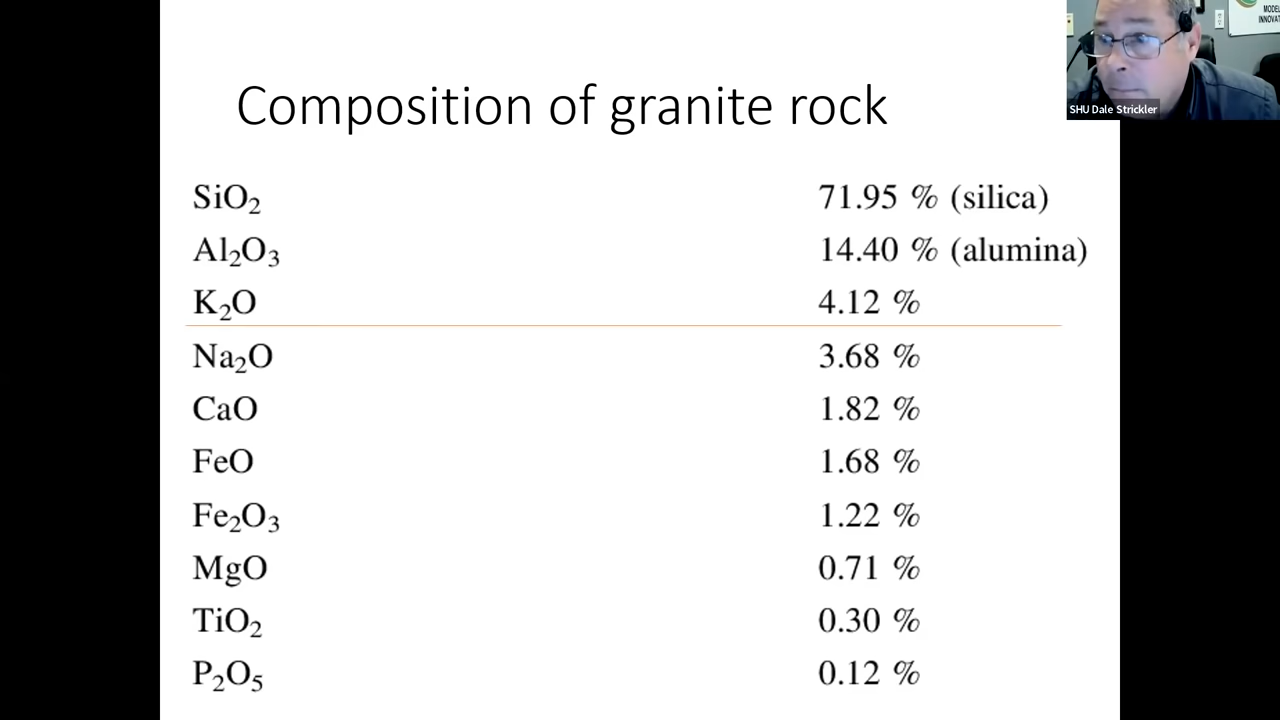 Composition of granite rock
SiO₂ 71.95 % (silica)
Al₂O₃ 14.40 % (alumina)
K₂O 4.12 %
Na₂O 3.68 %
CaO 1.82 %
FeO 1.68 %
Fe₂O₃ 1.22 %
MgO 0.71 %
TiO₂ 0.30 %
P₂O₅ 0.12 %
MODEL
INNOVAT
SHU Dale Strickler